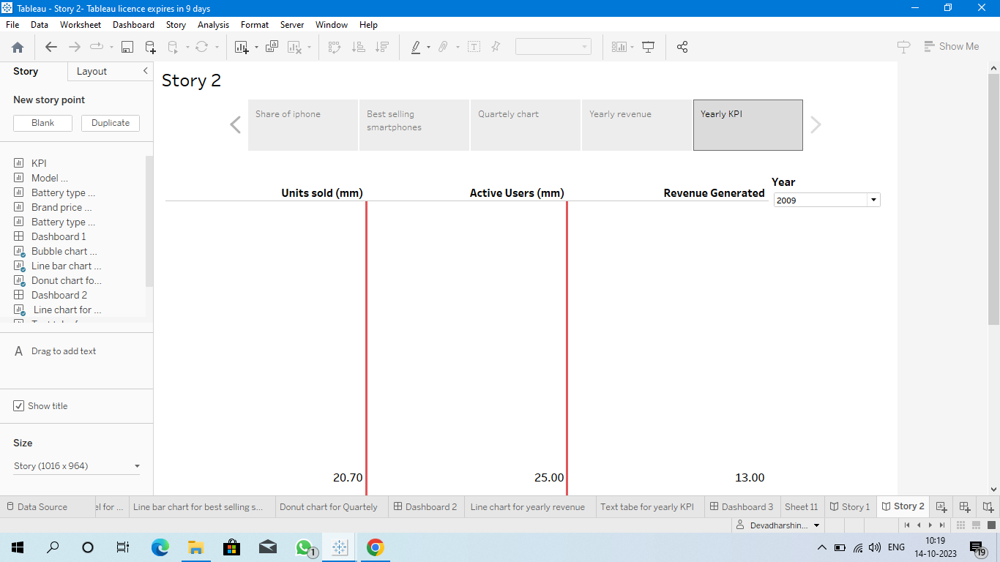 Tableau - Story 2- Tableau licence expires in 9 days
File Data Worksheet Dashboard Story Analysis Format Server Window Help
Show Me
Story Layout
New story point
Blank Duplicate
KPI
Model ...
Battery type ...
Brand price ...
Battery type ...
Dashboard 1
Bubble chart ...
Line bar chart ...
Donut chart fo...
Dashboard 2
Line chart for ...
A Drag to add text
Show title
Size
Story (1016 x 964)
Story 2
Share of iphone
Best selling
smartphones
Quartely chart
Yearly revenue
Yearly KPI
Units sold (mm) Active Users (mm) Revenue Generated
Year
2009
20.70 25.00 13.00
Data Source el for ... Line bar chart for best selling s... Donut chart for Quartely Dashboard 2 Line chart for yearly revenue Text tabe for yearly KPI Dashboard 3 Sheet 11 Story 1 Story 2
Devadharshin...
1
ENG
10:19
14-10-2023
19